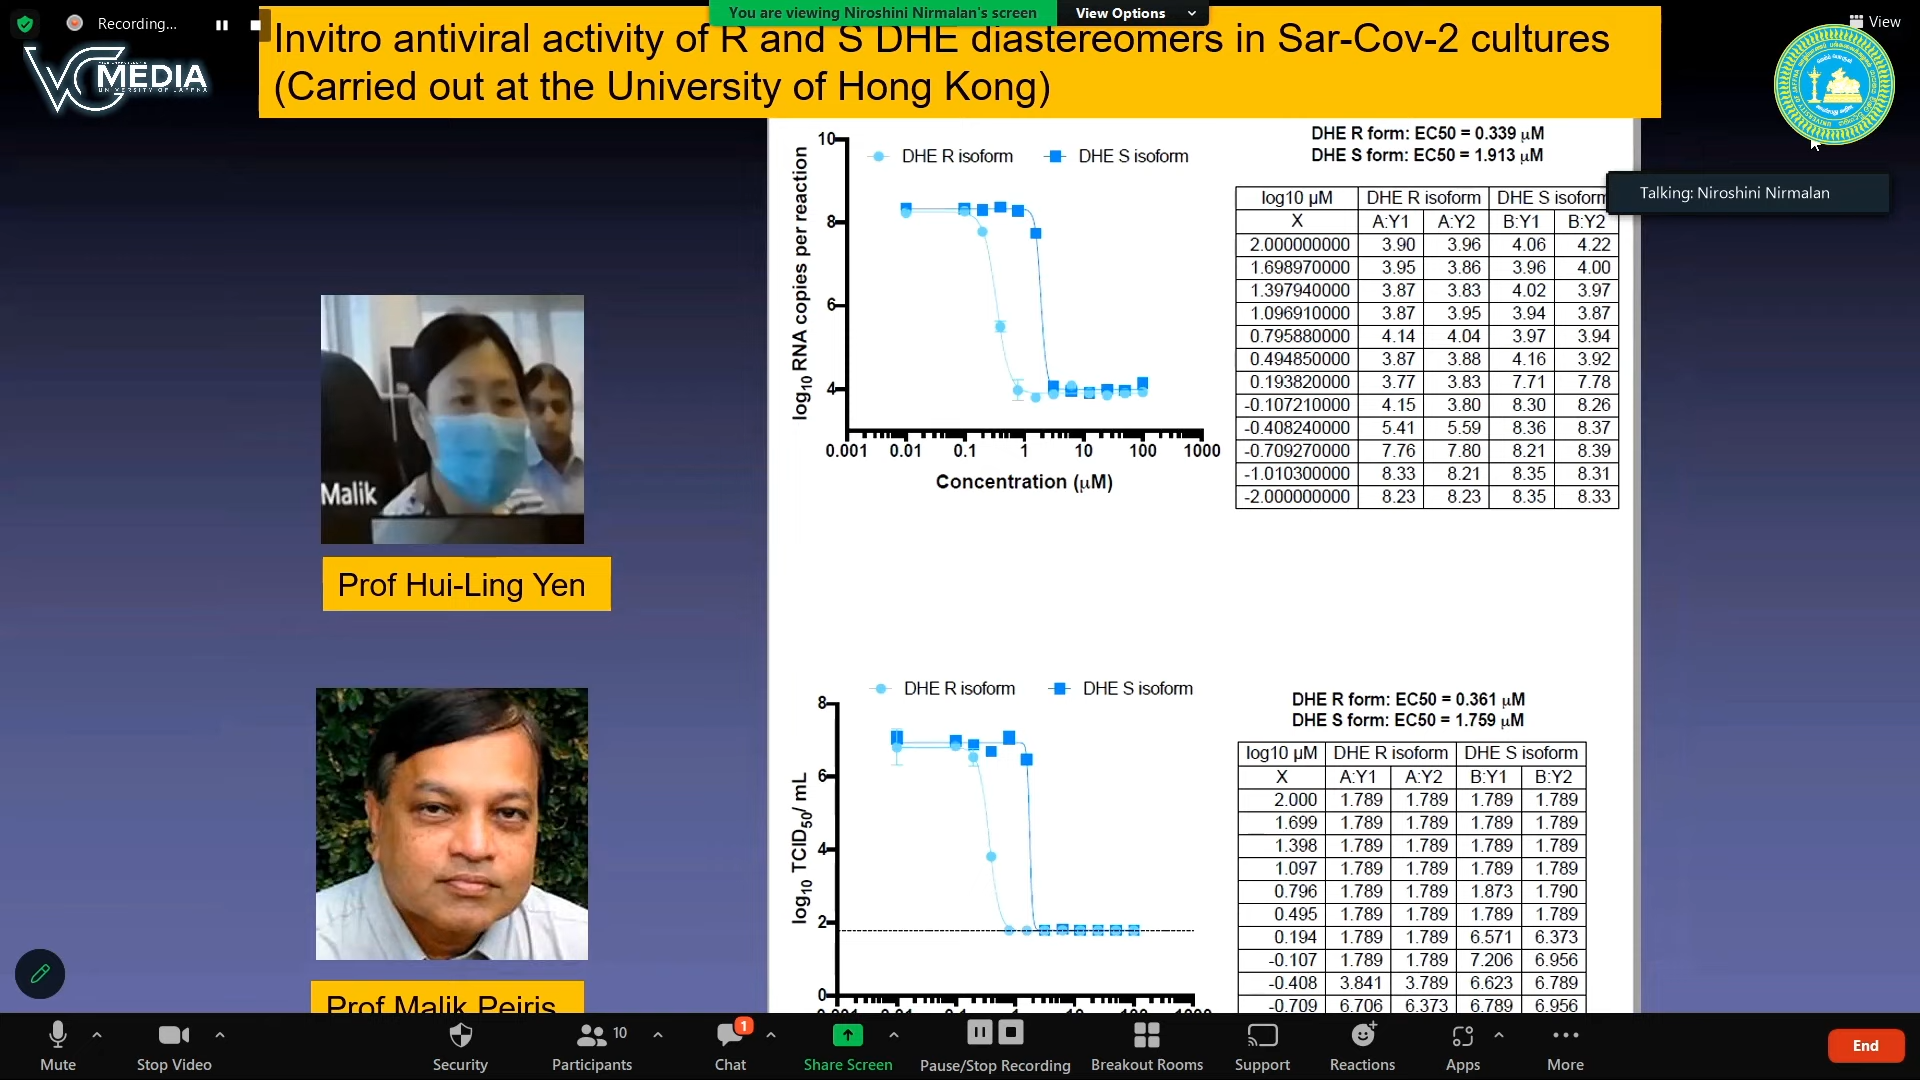 Recording...
You are viewing Niroshini Nirmalan's screen
View Options
View
VC MEDIA
UNIVERSITY OF JAFFNA
Invitro antiviral activity of R and S DHE diastereomers in Sar-Cov-2 cultures
(Carried out at the University of Hong Kong)
Talking: Niroshini Nirmalan
Malik
Prof Hui-Ling Yen
Prof Malik Peiris
DHE R isoform DHE S isoform
10
8
6
4
log10 RNA copies per reaction
0.001 0.01 0.1 1 10 100 1000
Concentration (µM)
DHE R form: EC50 = 0.339 µM
DHE S form: EC50 = 1.913 µM
log10 µM DHE R isoform DHE S isoform
X A:Y1 A:Y2 B:Y1 B:Y2
2.000000000 3.90 3.96 4.06 4.22
1.698970000 3.95 3.86 3.96 4.00
1.397940000 3.87 3.83 4.02 3.97
1.096910000 3.87 3.95 3.94 3.87
0.795880000 4.14 4.04 3.97 3.94
0.494850000 3.87 3.88 4.16 3.92
0.193820000 3.77 3.83 7.71 7.78
-0.107210000 4.15 3.80 8.30 8.26
-0.408240000 5.41 5.59 8.36 8.37
-0.709270000 7.76 7.80 8.21 8.39
-1.010300000 8.33 8.21 8.35 8.31
-2.000000000 8.23 8.23 8.35 8.33
DHE R isoform DHE S isoform
8
6
4
2
0
log10 TCID50/ mL
DHE R form: EC50 = 0.361 µM
DHE S form: EC50 = 1.759 µM
log10 µM DHE R isoform DHE S isoform
X A:Y1 A:Y2 B:Y1 B:Y2
2.000 1.789 1.789 1.789 1.789
1.699 1.789 1.789 1.789 1.789
1.398 1.789 1.789 1.789 1.789
1.097 1.789 1.789 1.789 1.789
0.796 1.789 1.789 1.873 1.790
0.495 1.789 1.789 1.789 1.789
0.194 1.789 1.789 6.571 6.373
-0.107 1.789 1.789 7.206 6.956
-0.408 3.841 3.789 6.623 6.789
-0.709 6.706 6.373 6.789 6.956
Mute
Stop Video
Security
10
Participants
1
Chat
Share Screen
Pause/Stop Recording
Breakout Rooms
Support
Reactions
Apps
More
End